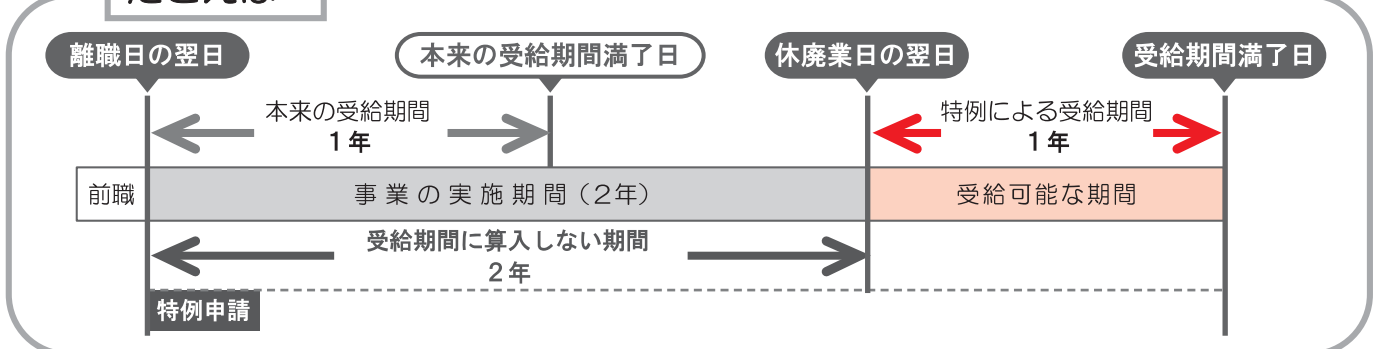 たとえば
離職日の翌日
本来の受給期間満了日
休廃業日の翌日
受給期間満了日
本来の受給期間
1年
特例による受給期間
1年
前職
事業の実施期間（2年）
受給可能な期間
受給期間に算入しない期間
2年
特例申請